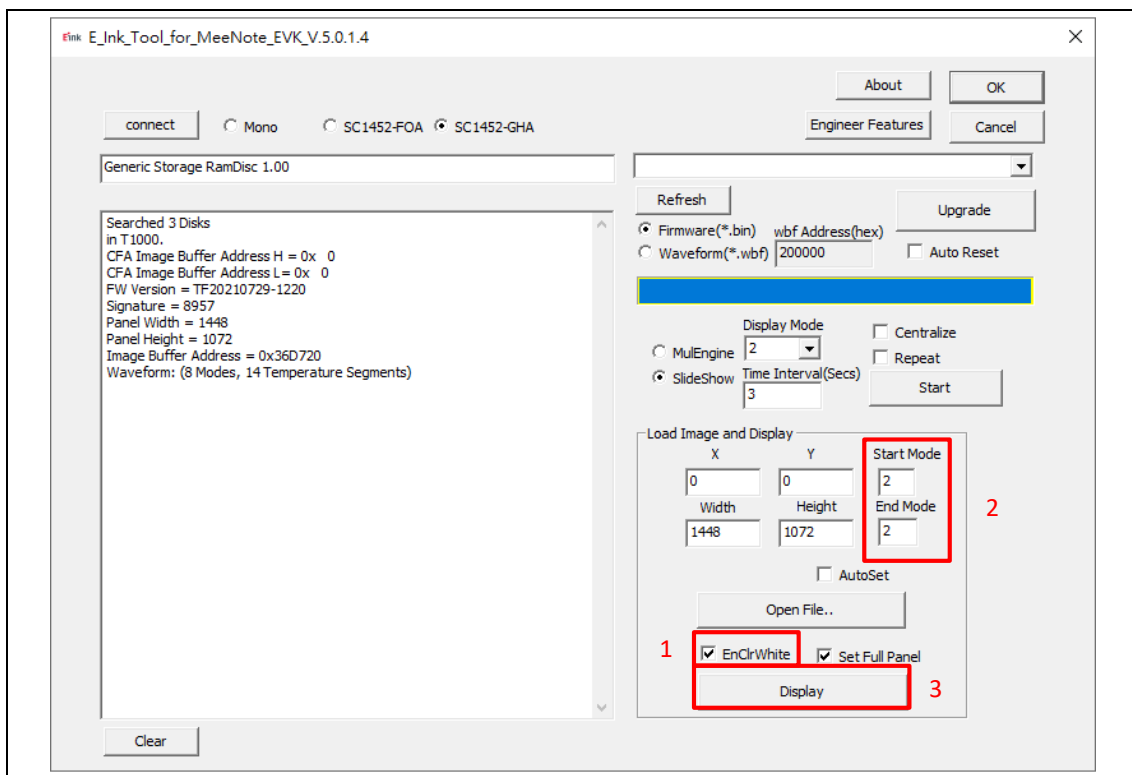 Eink E_Ink_Tool_for_MeeNote_EVK_V.5.0.1.4
About
OK
connect
Mono
SC1452-FOA
SC1452-GHA
Engineer Features
Cancel
Generic Storage RamDisc 1.00
Refresh
Upgrade
Firmware(*.bin)
wbf Address(hex)
Waveform(*.wbf)
200000
Auto Reset
Searched 3 Disks
in T1000.
CFA Image Buffer Address H = 0x   0
CFA Image Buffer Address L= 0x   0
FW Version = TF20210729-1220
Signature = 8957
Panel Width = 1448
Panel Height = 1072
Image Buffer Address = 0x36D720
Waveform: (8 Modes, 14 Temperature Segments)
Display Mode
Centralize
MulEngine
2
Repeat
SlideShow
Time Interval(Secs)
3
Start
Load Image and Display
X
Y
Start Mode
0
0
2
Width
Height
End Mode
2
1448
1072
2
AutoSet
Open File..
1
EnClrWhite
Set Full Panel
Display
3
Clear